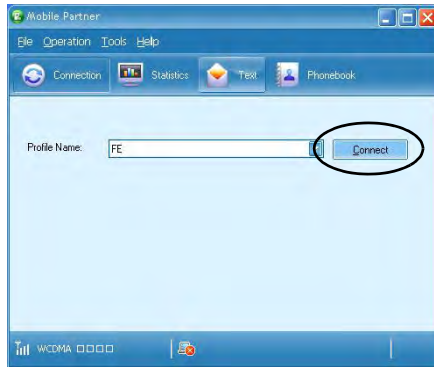 Mobile Partner
File Operation Tools Help
Connection Statistics Text Phonebook
Profile Name: FE Connect
WCDMA □□□□